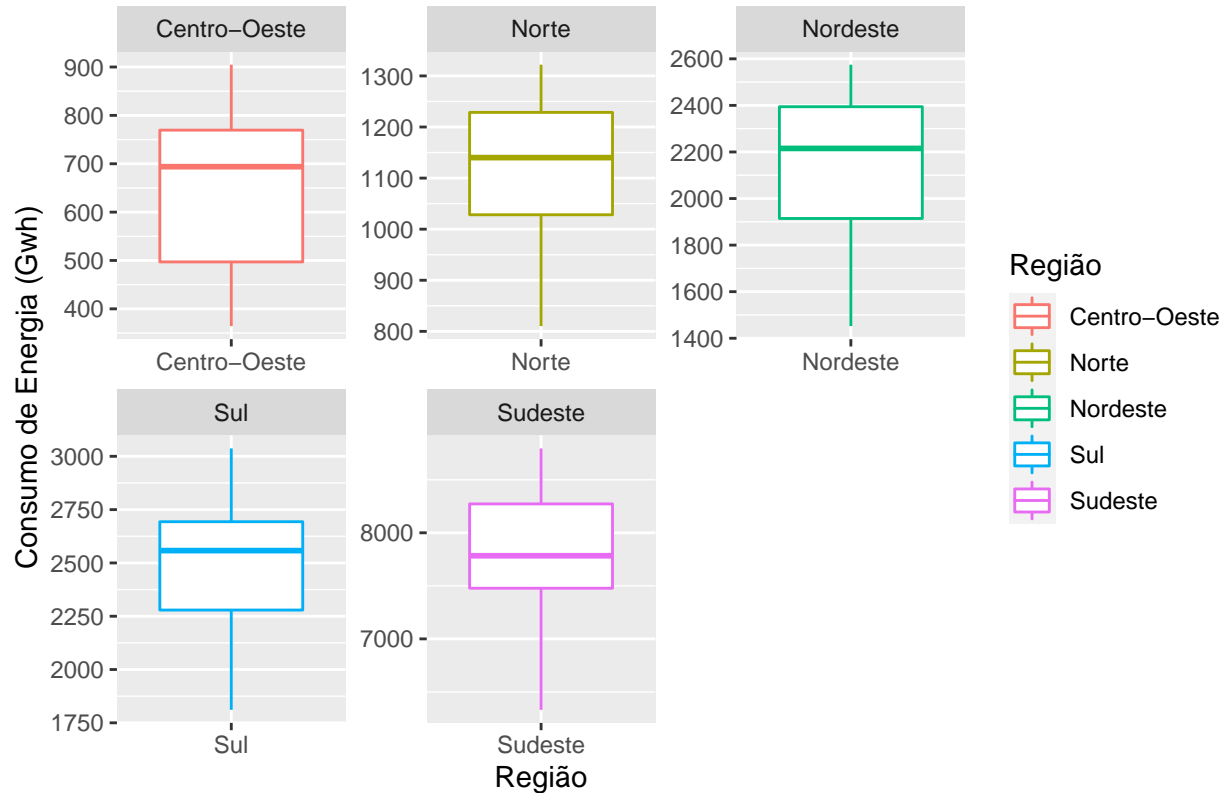 Centro−Oeste
Norte
Nordeste
900
800
700
600
500
400
1300
1200
1100
1000
900
800
2600
2400
2200
2000
1800
1600
1400
Centro−Oeste
Norte
Nordeste
Sul
Sudeste
3000
2750
2500
2250
2000
1750
8000
7000
Sul
Sudeste
Região
Consumo de Energia (Gwh)
Região
Centro−Oeste
Norte
Nordeste
Sul
Sudeste